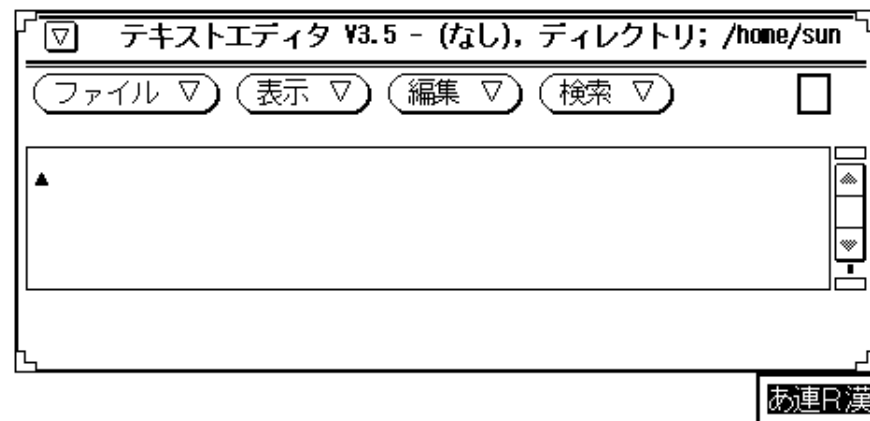 テキストエディタ V3.5 - (なし), ディレクトリ; /home/sun
ファイル 表示 編集 検索
あ連R漢